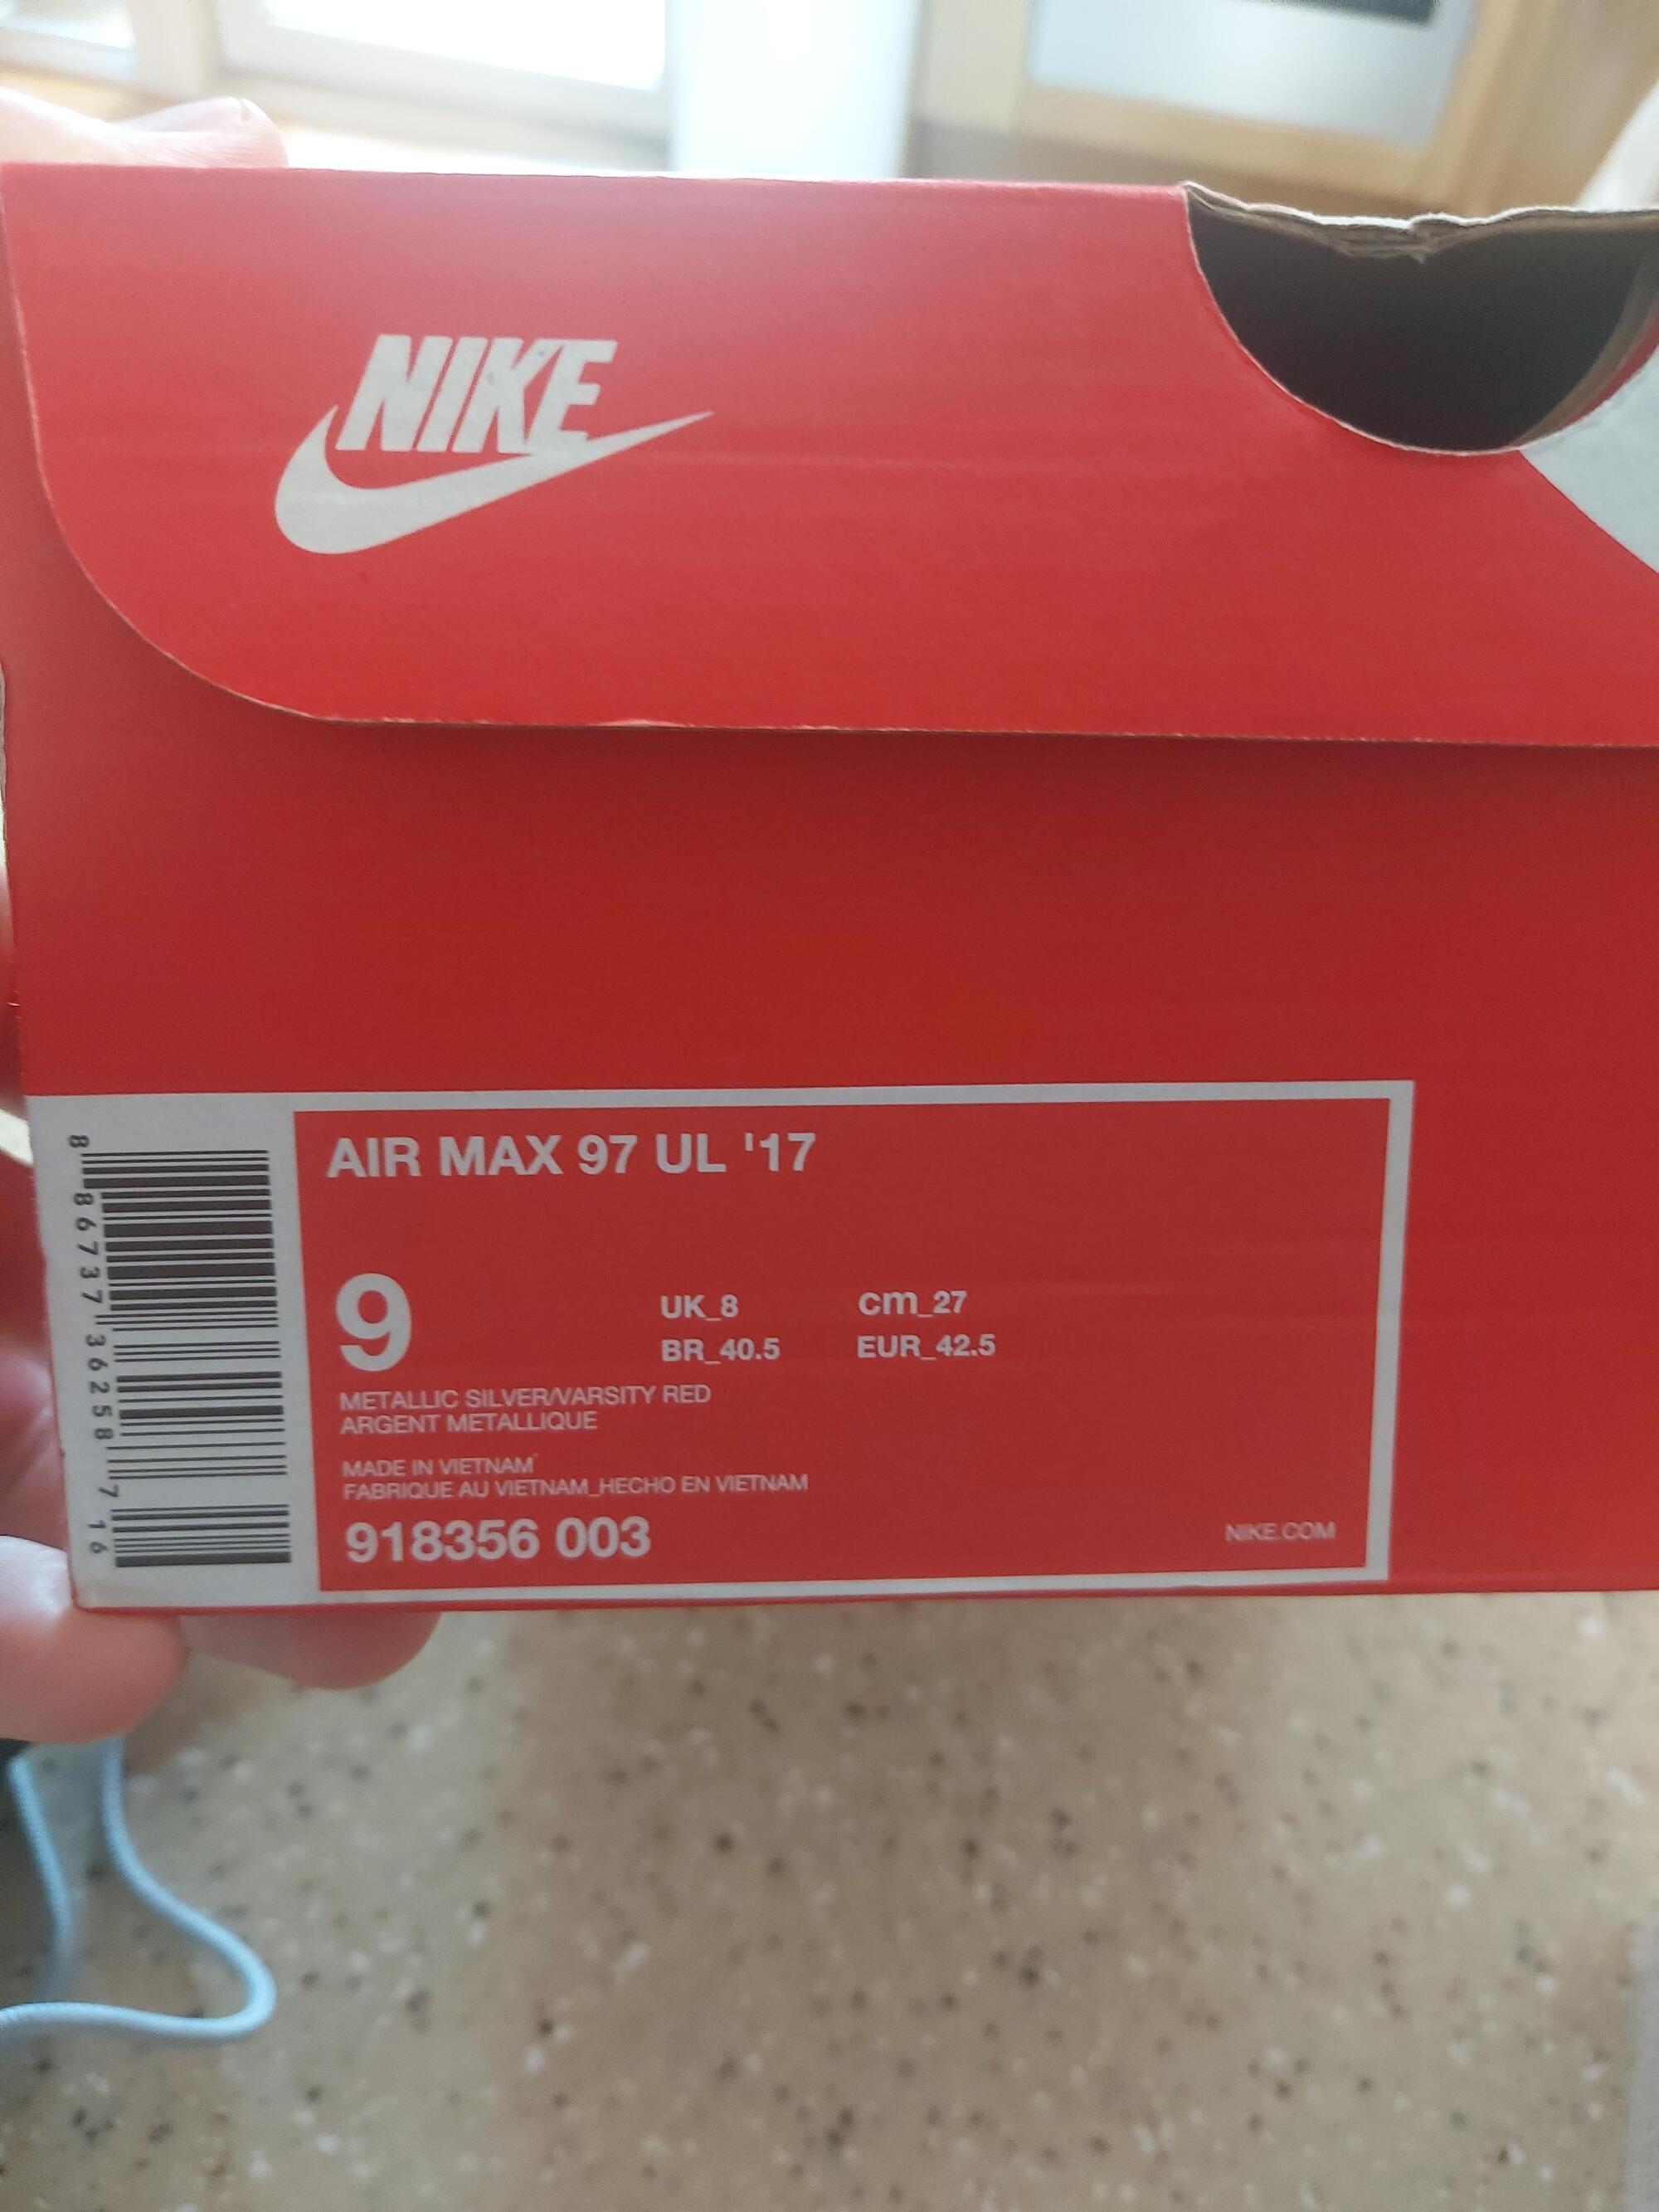 NIKE
AIR MAX 97 UL '17
9
UK_8 cm_27
BR_40.5 EUR_42.5
METALLIC SILVER/VARSITY RED
ARGENT METALLIQUE
MADE IN VIETNAM
FABRIQUE AU VIETNAM_HECHO EN VIETNAM
918356 003
NIKE.COM
8 86737 36258 7 16